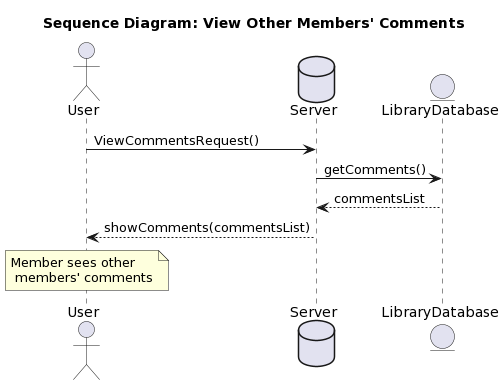 Sequence Diagram: View Other Members' Comments
User
Server
LibraryDatabase
ViewCommentsRequest()
getComments()
commentsList
showComments(commentsList)
Member sees other
members' comments
User
Server
LibraryDatabase